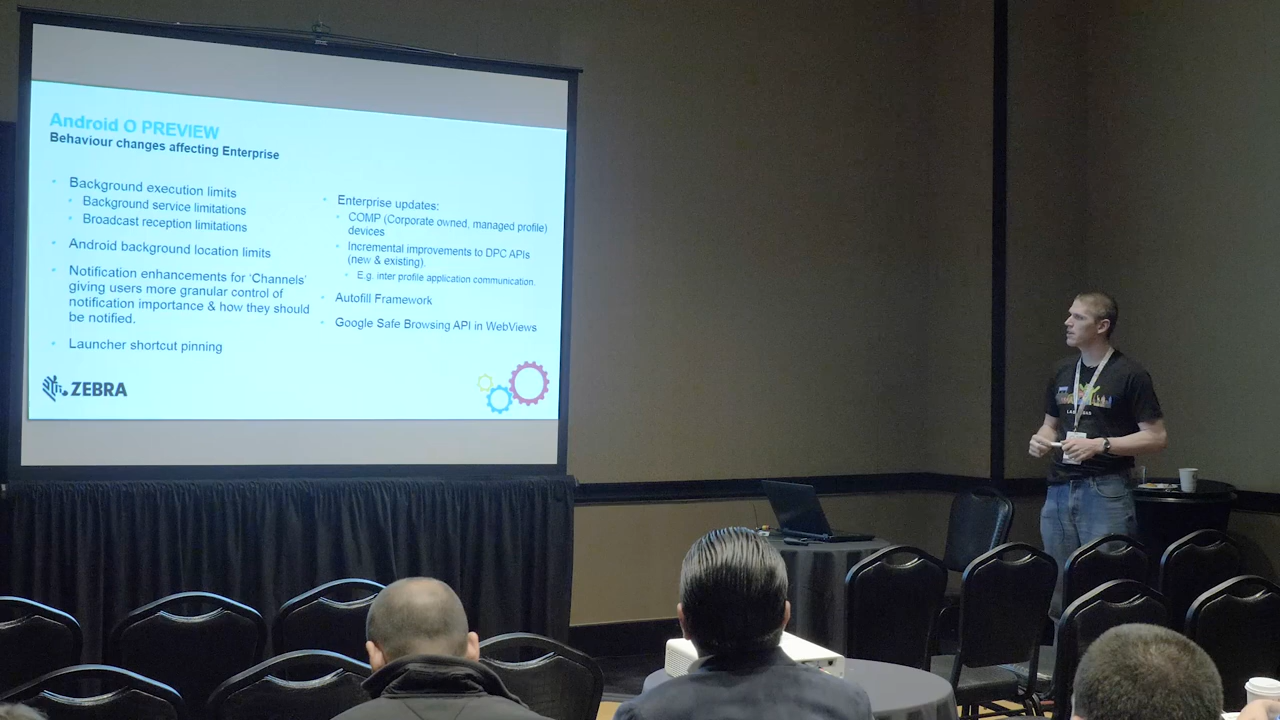 Android O PREVIEW
Behaviour changes affecting Enterprise
Background execution limits
Background service limitations
Broadcast reception limitations
Android background location limits
Notification enhancements for 'Channels'
giving users more granular control of
notification importance & how they should
be notified.
Launcher shortcut pinning
Enterprise updates:
COMP (Corporate owned, managed profile)
devices
Incremental improvements to DPC APIs
(new & existing).
E.g. inter profile application communication.
Autofill Framework
Google Safe Browsing API in WebViews
ZEBRA